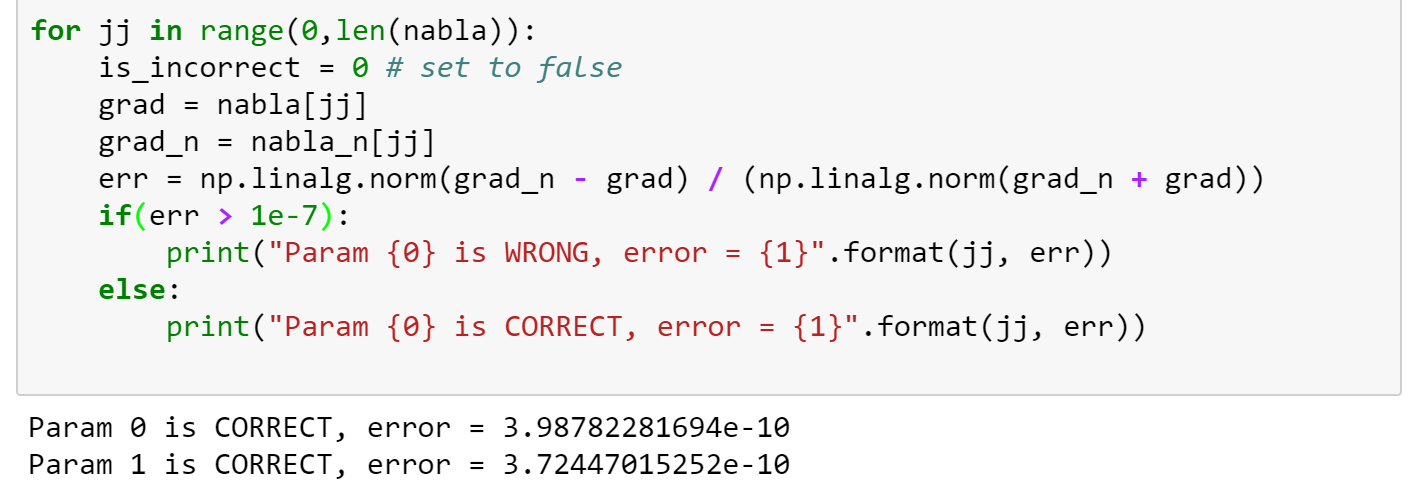 for jj in range(0,len(nabla)):
    is_incorrect = 0 # set to false
    grad = nabla[jj]
    grad_n = nabla_n[jj]
    err = np.linalg.norm(grad_n - grad) / (np.linalg.norm(grad_n + grad))
    if(err > 1e-7):
        print("Param {0} is WRONG, error = {1}".format(jj, err))
    else:
        print("Param {0} is CORRECT, error = {1}".format(jj, err))
Param 0 is CORRECT, error = 3.98782281694e-10
Param 1 is CORRECT, error = 3.72447015252e-10